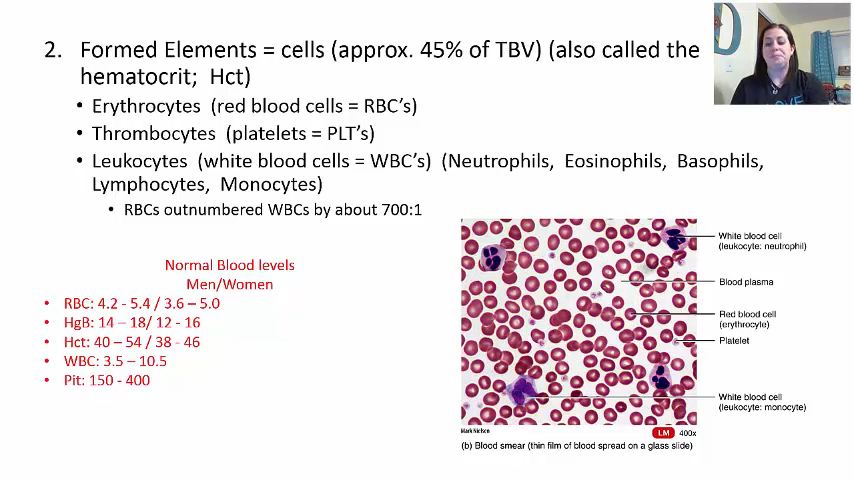 2. Formed Elements = cells (approx. 45% of TBV) (also called the
hematocrit; Hct)
• Erythrocytes (red blood cells = RBC’s)
• Thrombocytes (platelets = PLT’s)
• Leukocytes (white blood cells = WBC’s) (Neutrophils, Eosinophils, Basophils,
Lymphocytes, Monocytes)
• RBCs outnumbered WBCs by about 700:1
Normal Blood levels
Men/Women
• RBC: 4.2 - 5.4 / 3.6 – 5.0
• HgB: 14 – 18/ 12 - 16
• Hct: 40 – 54 / 38 - 46
• WBC: 3.5 – 10.5
• Plt: 150 - 400
White blood cell
(leukocyte: neutrophil)
Blood plasma
Red blood cell
(erythrocyte)
Platelet
White blood cell
(leukocyte: monocyte)
Mark Nielsen
LM 400x
(b) Blood smear (thin film of blood spread on a glass slide)